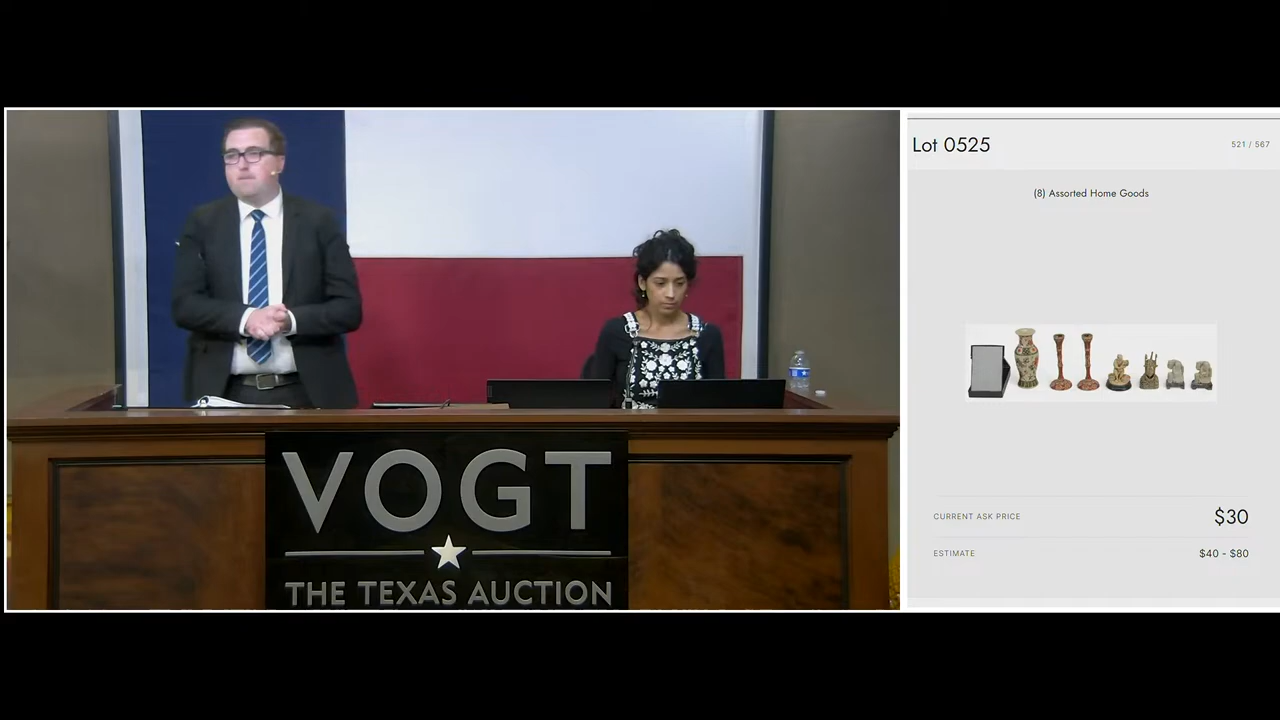 Lot 0525
521 / 567
(8) Assorted Home Goods
CURRENT ASK PRICE
$30
ESTIMATE
$40 - $80
VOGT
THE TEXAS AUCTION